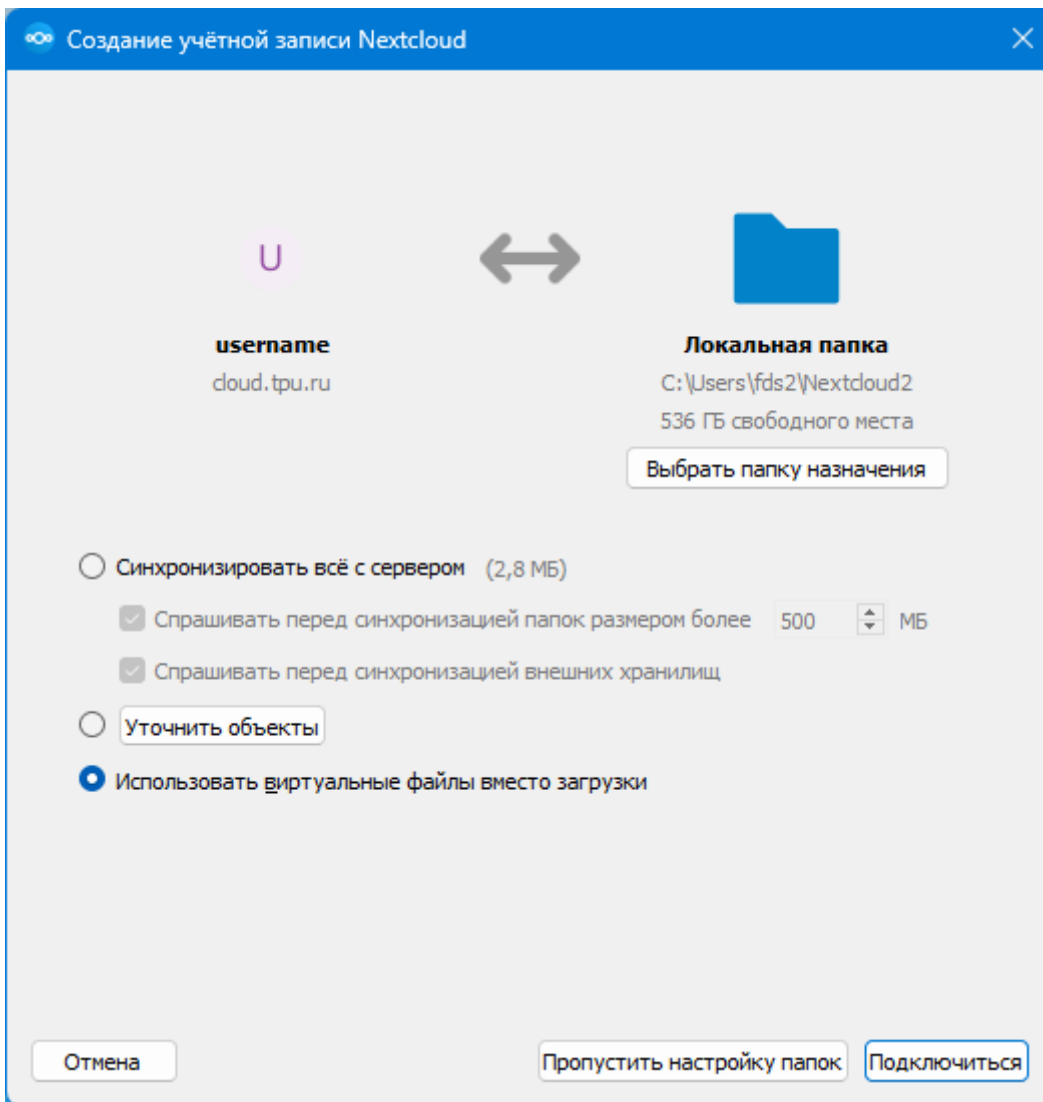 Создание учётной записи Nextcloud
U
username
cloud.tpu.ru
Локальная папка
C:\Users\fds2\Nextcloud2
536 ГБ свободного места
Выбрать папку назначения
Синхронизировать всё с сервером (2,8 МБ)
Спрашивать перед синхронизацией папок размером более 500 МБ
Спрашивать перед синхронизацией внешних хранилищ
Уточнить объекты
Использовать виртуальные файлы вместо загрузки
Отмена Пропустить настройку папок Подключиться